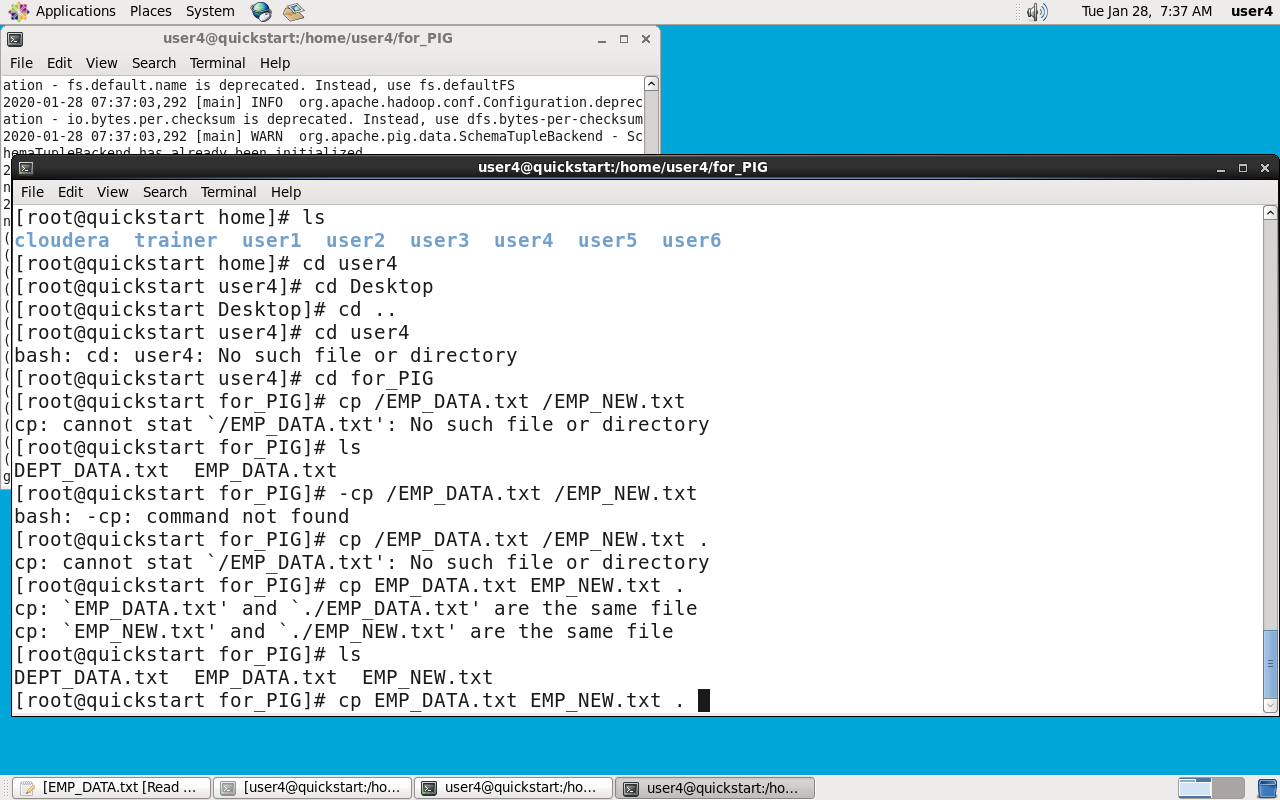 Applications Places System Tue Jan 28, 7:37 AM user4
user4@quickstart:/home/user4/for_PIG
File Edit View Search Terminal Help
ation - fs.default.name is deprecated. Instead, use fs.defaultFS
2020-01-28 07:37:03,292 [main] INFO  org.apache.hadoop.conf.Configuration.deprec
ation - io.bytes.per.checksum is deprecated. Instead, use dfs.bytes-per-checksum
2020-01-28 07:37:03,292 [main] WARN  org.apache.pig.data.SchemaTupleBackend - Sc
hemaTupleBackend has already been initialized
user4@quickstart:/home/user4/for_PIG
File Edit View Search Terminal Help
[root@quickstart home]# ls
cloudera  trainer  user1  user2  user3  user4  user5  user6
[root@quickstart home]# cd user4
[root@quickstart user4]# cd Desktop
[root@quickstart Desktop]# cd ..
[root@quickstart user4]# cd user4
bash: cd: user4: No such file or directory
[root@quickstart user4]# cd for_PIG
[root@quickstart for_PIG]# cp /EMP_DATA.txt /EMP_NEW.txt
cp: cannot stat `/EMP_DATA.txt': No such file or directory
[root@quickstart for_PIG]# ls
DEPT_DATA.txt  EMP_DATA.txt
[root@quickstart for_PIG]# -cp /EMP_DATA.txt /EMP_NEW.txt
bash: -cp: command not found
[root@quickstart for_PIG]# cp /EMP_DATA.txt /EMP_NEW.txt .
cp: cannot stat `/EMP_DATA.txt': No such file or directory
[root@quickstart for_PIG]# cp EMP_DATA.txt EMP_NEW.txt .
cp: `EMP_DATA.txt' and `./EMP_DATA.txt' are the same file
cp: `EMP_NEW.txt' and `./EMP_NEW.txt' are the same file
[root@quickstart for_PIG]# ls
DEPT_DATA.txt  EMP_DATA.txt  EMP_NEW.txt
[root@quickstart for_PIG]# cp EMP_DATA.txt EMP_NEW.txt .
[EMP_DATA.txt [Read ... [user4@quickstart:/ho... user4@quickstart:/ho... user4@quickstart:/ho...